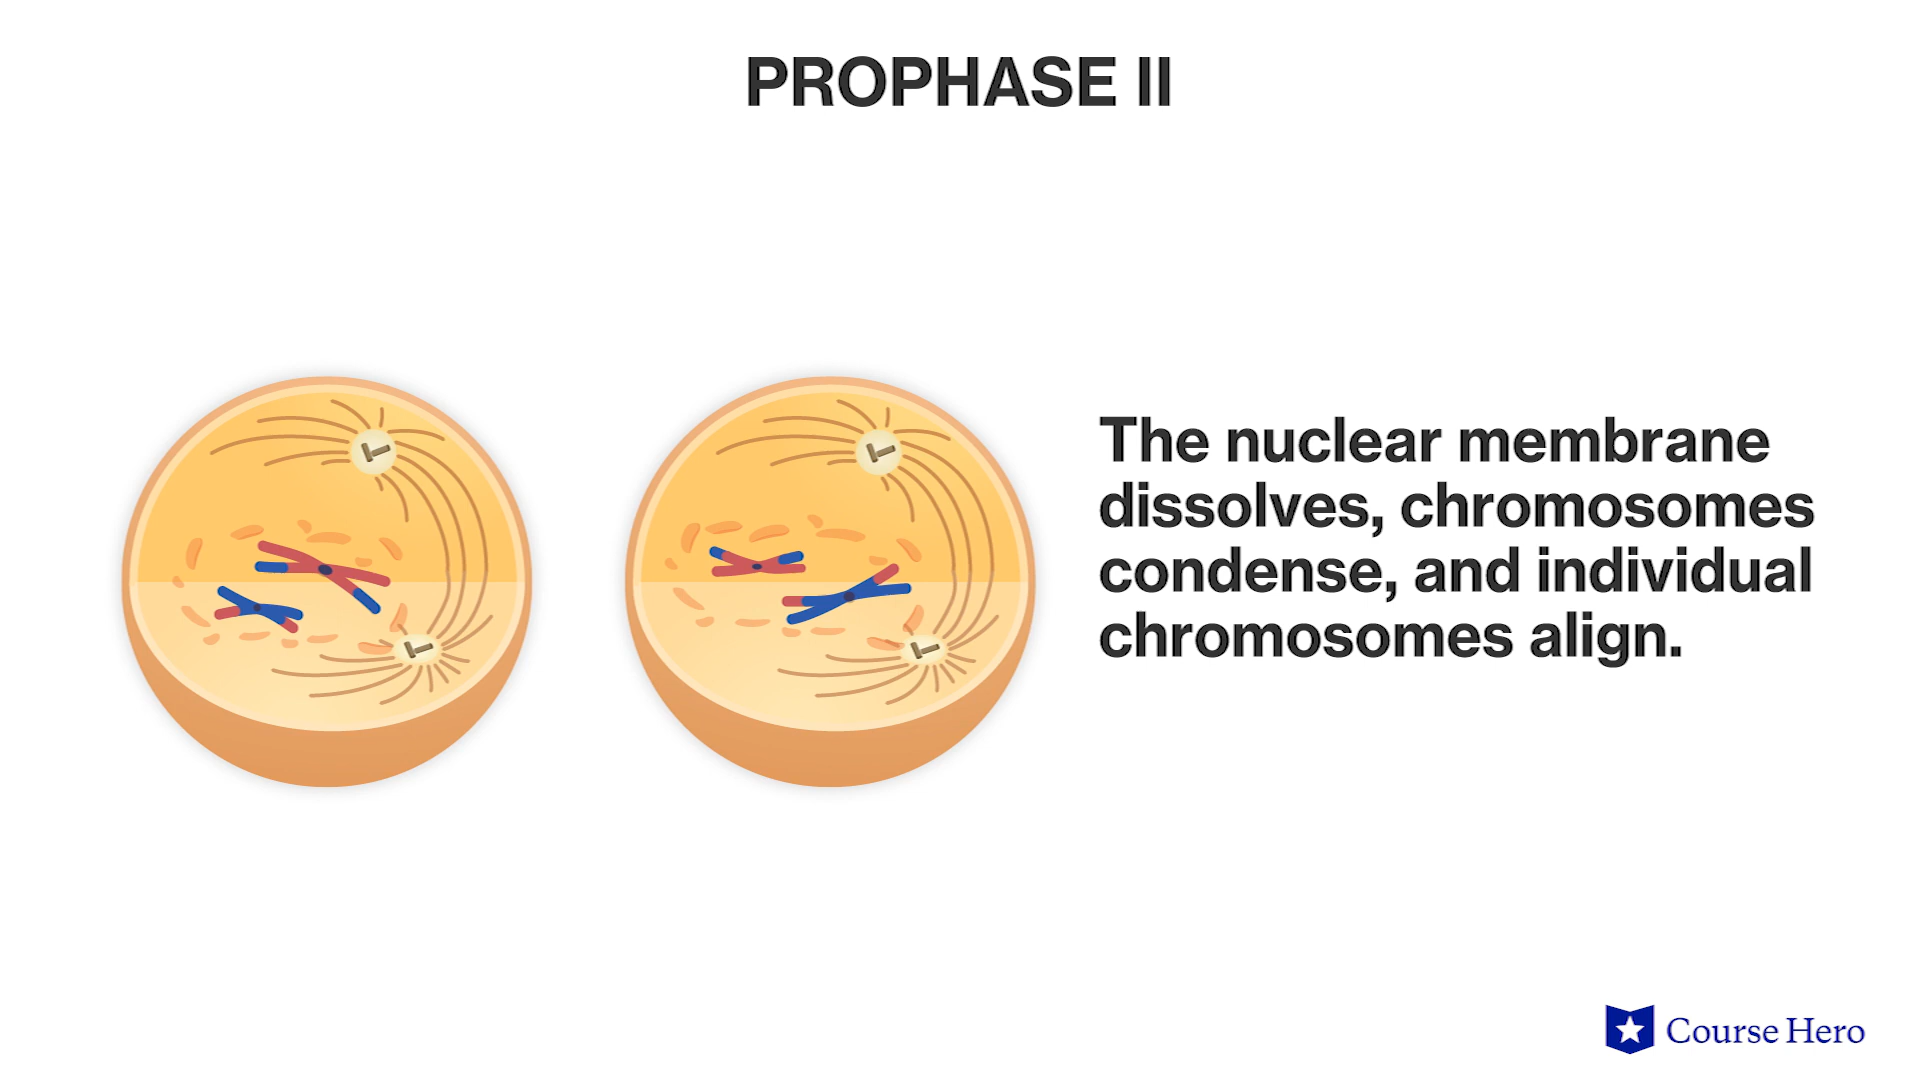 PROPHASE II
The nuclear membrane
dissolves, chromosomes
condense, and individual
chromosomes align.
Course Hero